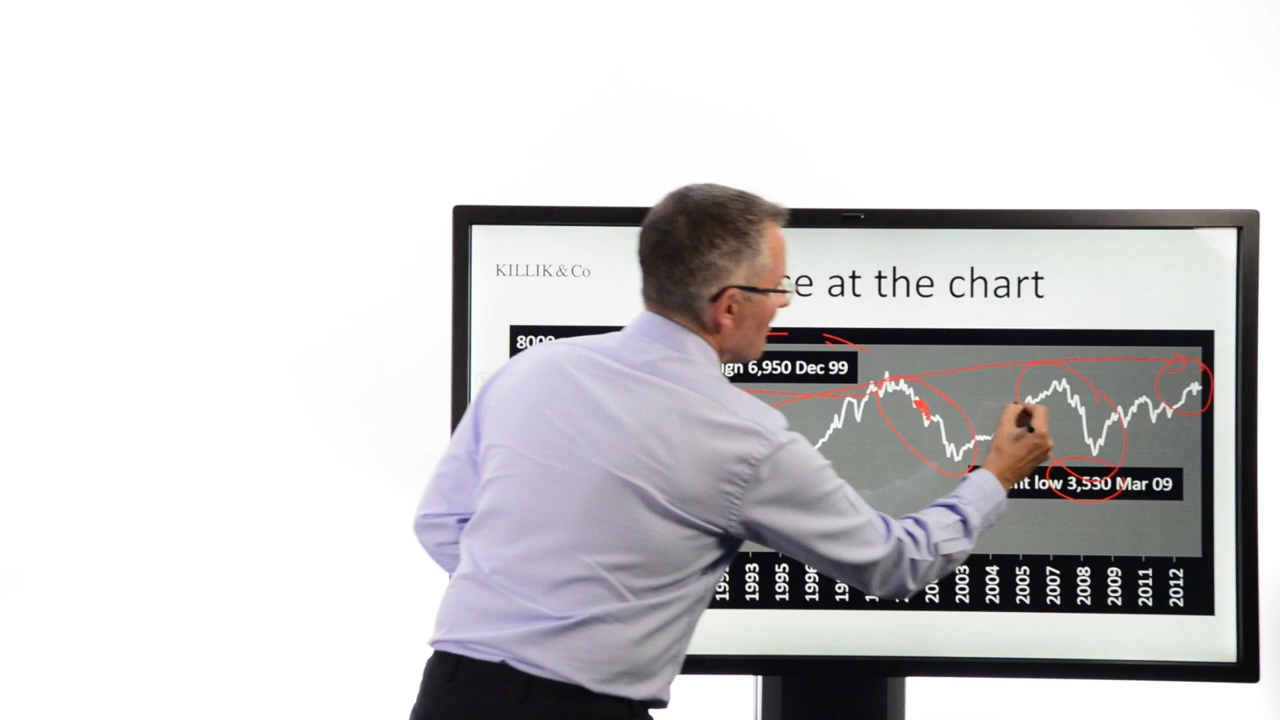 KILLIK & Co
at the chart
8000
6,950 Dec 99
low 3,530 Mar 09
1993 1995 1996 2003 2004 2005 2007 2008 2009 2011 2012